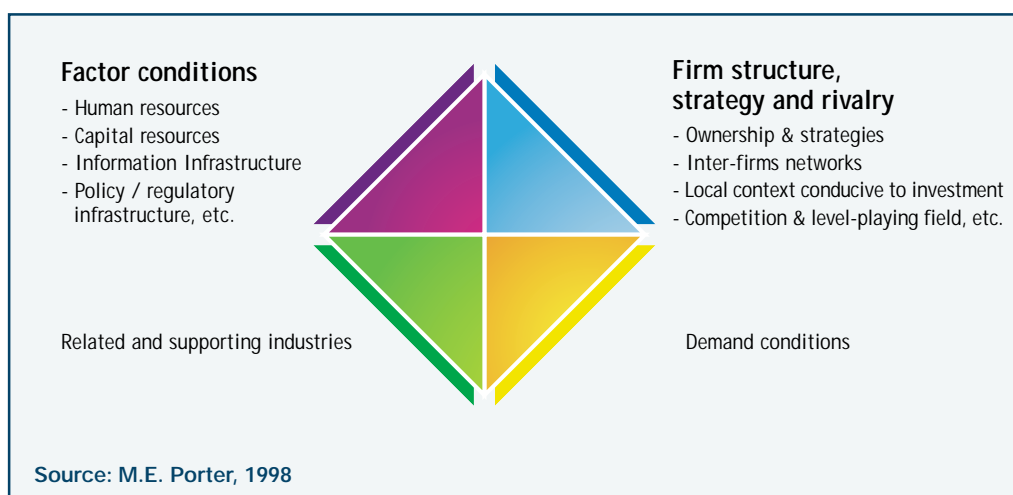 Factor conditions
- Human resources
- Capital resources
- Information Infrastructure
- Policy / regulatory
infrastructure, etc.
Firm structure,
strategy and rivalry
- Ownership & strategies
- Inter-firms networks
- Local context conducive to investment
- Competition & level-playing field, etc.
Related and supporting industries
Demand conditions
Source: M.E. Porter, 1998